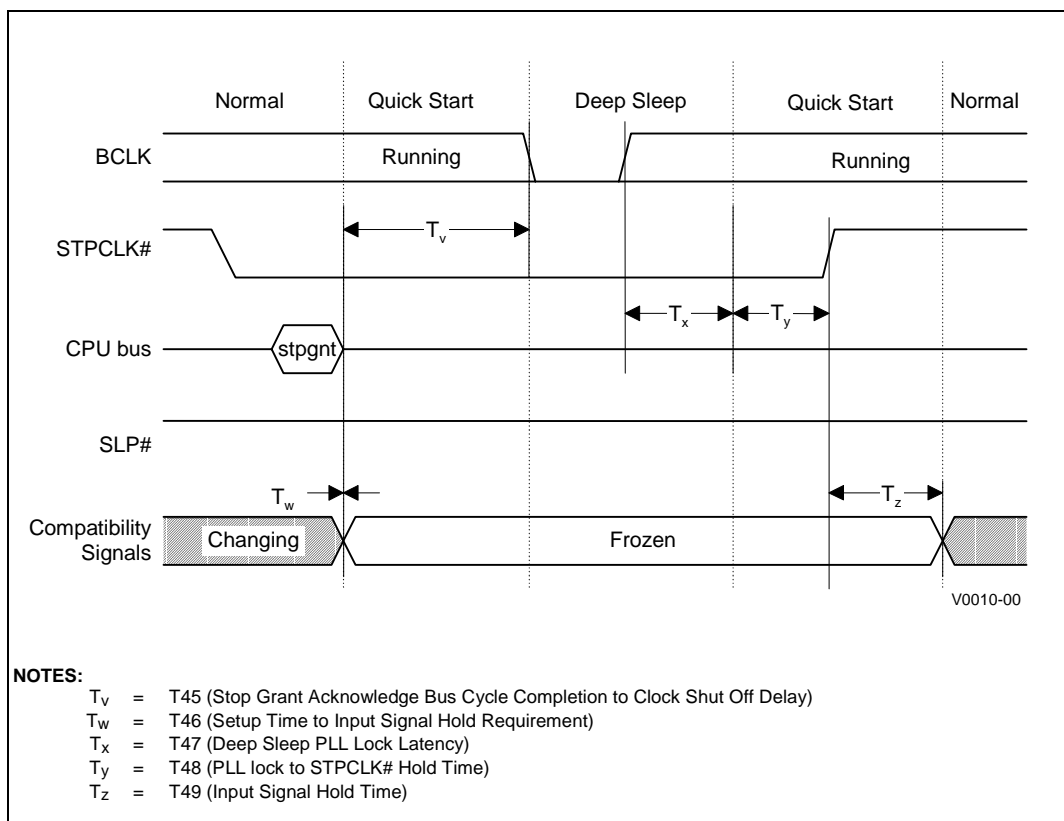 Normal Quick Start Deep Sleep Quick Start Normal
BCLK Running Running
STPCLK# Tv
Tx Ty
CPU bus stpgnt
SLP#
Tw Tz
Compatibility
Signals Changing Frozen
V0010-00
NOTES:
Tv = T45 (Stop Grant Acknowledge Bus Cycle Completion to Clock Shut Off Delay)
Tw = T46 (Setup Time to Input Signal Hold Requirement)
Tx = T47 (Deep Sleep PLL Lock Latency)
Ty = T48 (PLL lock to STPCLK# Hold Time)
Tz = T49 (Input Signal Hold Time)